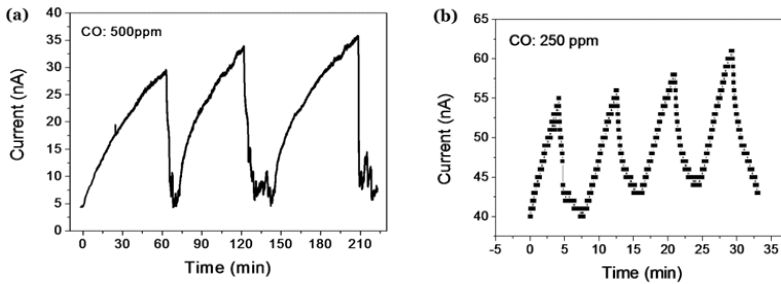 (a)
CO: 500ppm
Current (nA)
40
35
30
25
20
15
10
5
0
0 30 60 90 120 150 180 210
Time (min)
(b)
CO: 250 ppm
Current (nA)
65
60
55
50
45
40
-5 0 5 10 15 20 25 30 35
Time (min)